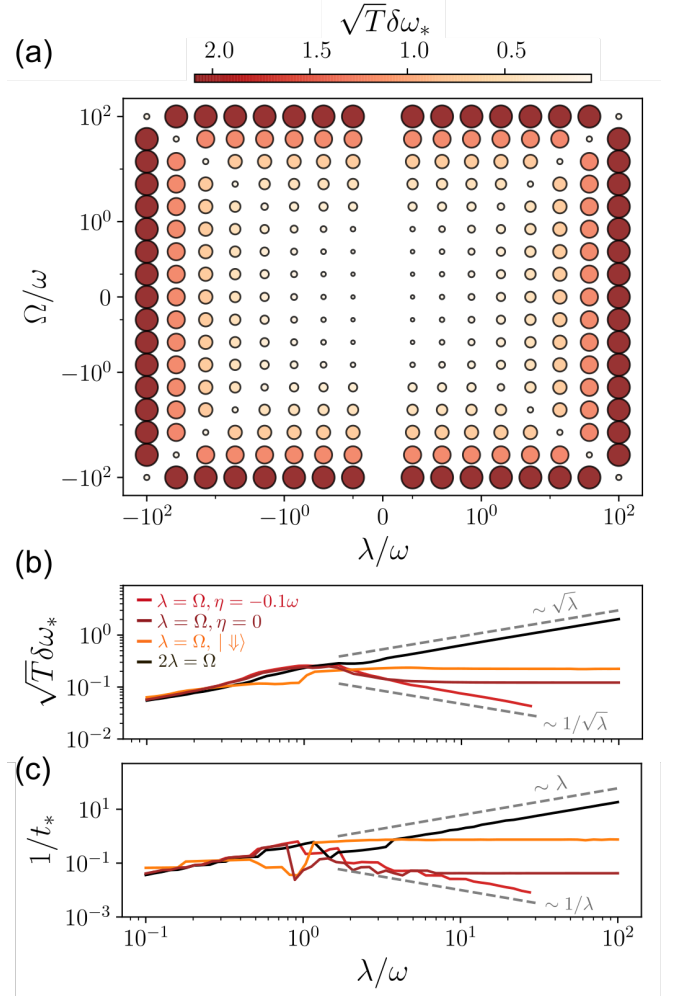 √Tδω*
(a)
2.0 1.5 1.0 0.5
10²
10⁰
0
−10⁰
−10²
Ω/ω
−10² −10⁰ 0 10⁰ 10²
λ/ω
(b)
λ = Ω, η = −0.1ω
λ = Ω, η = 0
λ = Ω, |⇓⟩
2λ = Ω
∼ √λ
∼ 1/√λ
10⁰
10⁻¹
10⁻²
√Tδω*
(c)
∼ λ
∼ 1/λ
10¹
10⁻¹
10⁻³
1/t*
10⁻¹ 10⁰ 10¹ 10²
λ/ω